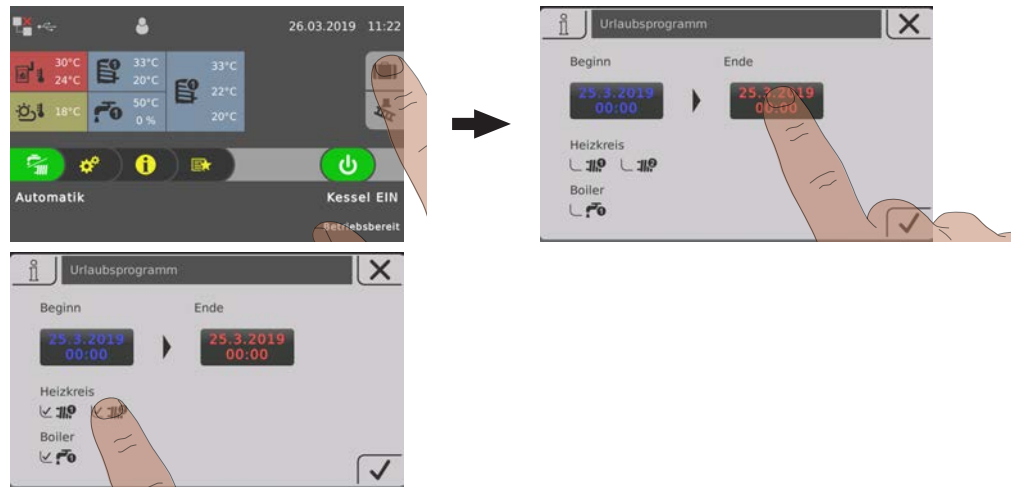 26.03.2019 11:22
30°C
24°C
33°C
20°C
33°C
22°C
20°C
18°C
50°C
0 %
Automatik
Kessel EIN
Betriebsbereit
Urlaubsprogramm
Beginn
Ende
25.3.2019
00:00
25.3.2019
00:00
Heizkreis
Boiler
Urlaubsprogramm
Beginn
Ende
25.3.2019
00:00
25.3.2019
00:00
Heizkreis
Boiler